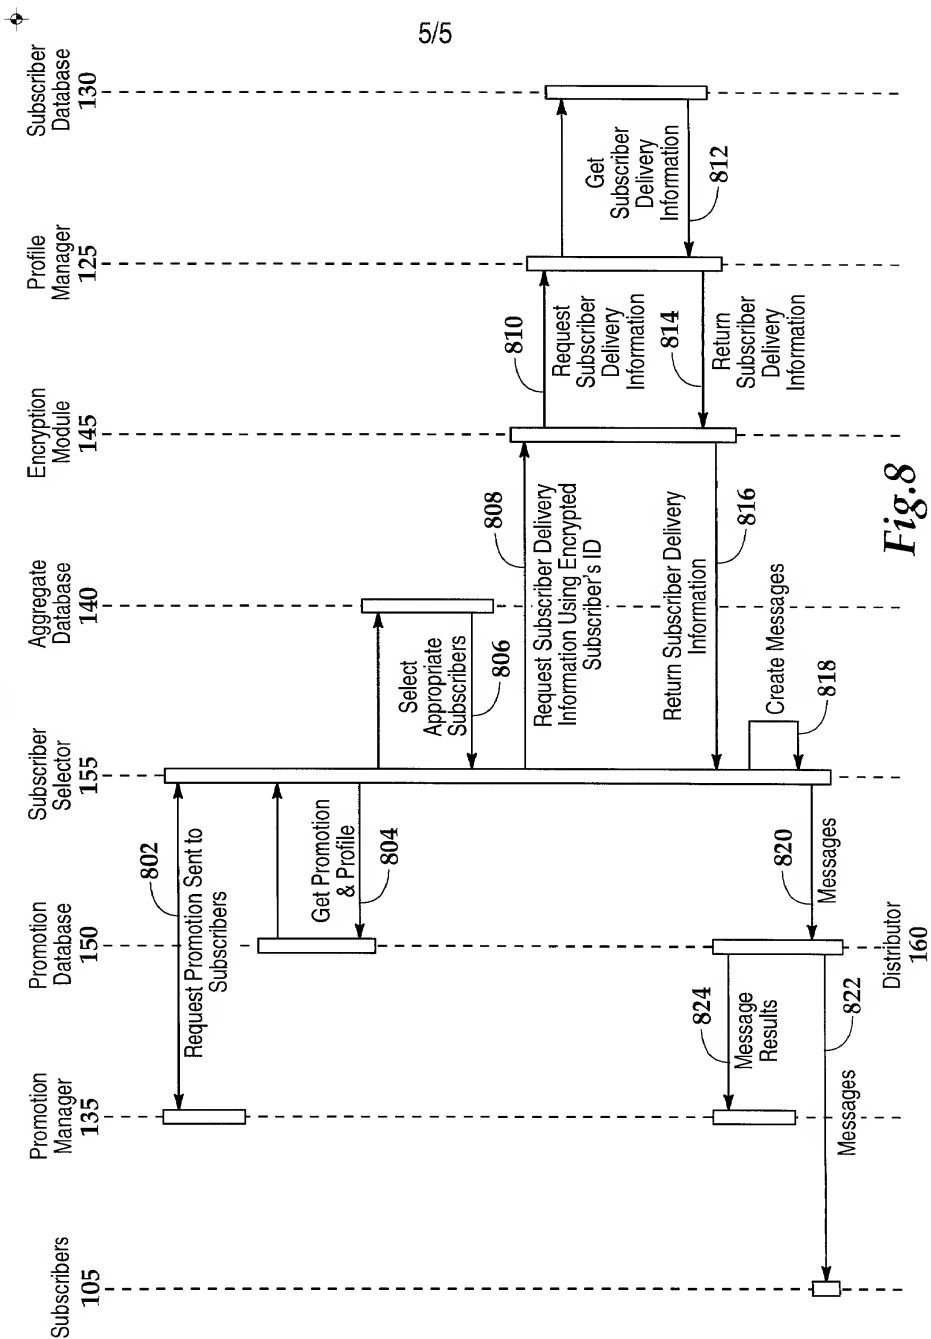 5/5
Subscribers
105
Promotion
Manager
135
Promotion
Database
150
Subscriber
Selector
155
Aggregate
Database
140
Encryption
Module
145
Profile
Manager
125
Subscriber
Database
130
802
Request Promotion Sent to
Subscribers
Get Promotion
& Profile
804
Select
Appropriate
Subscribers
806
808
Request Subscriber Delivery
Information Using Encrypted
Subscriber's ID
810
Request
Subscriber
Delivery
Information
Get
Subscriber
Delivery
Information
812
814
Return
Subscriber
Delivery
Information
Return Subscriber Delivery
Information
816
Create Messages
818
820
Messages
824
Message
Results
822
Messages
Distributor
160
Fig.8